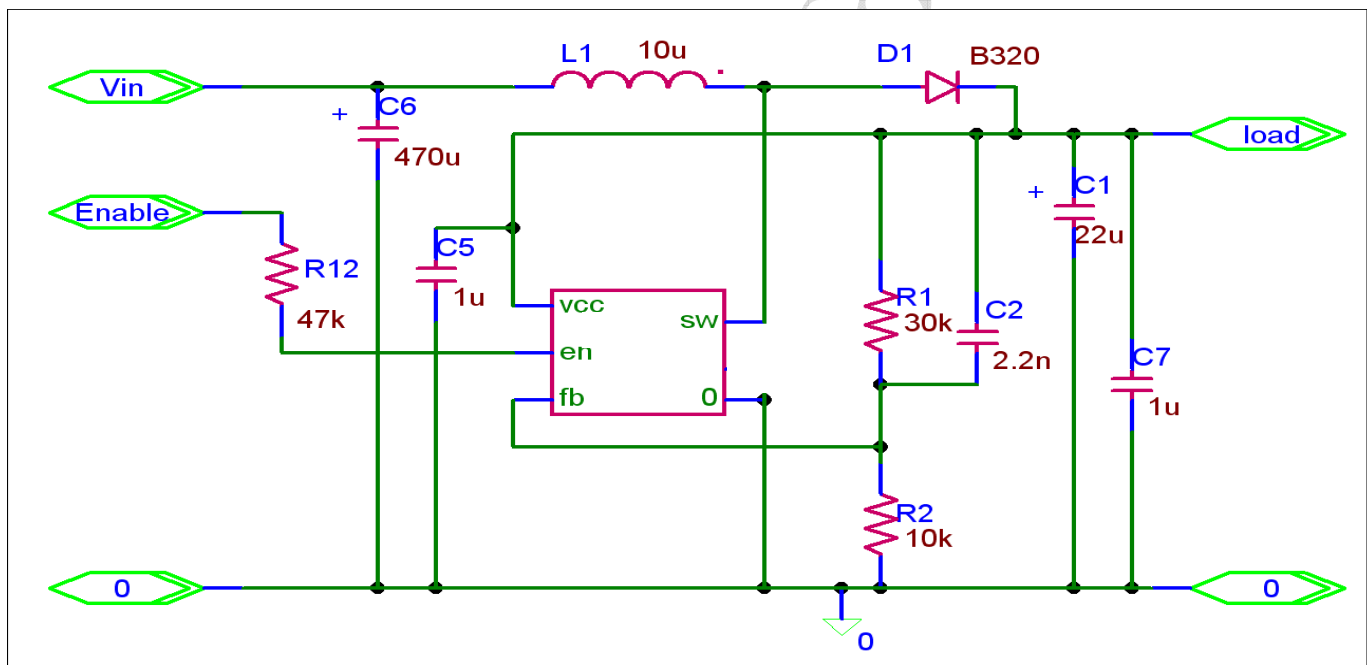 L1 10u D1 B320
Vin
+ C6
470u
load
Enable
+ C1
22u
C5
1u
R12
47k
vcc
sw
en
fb
0
R1
30k
C2
2.2n
C7
1u
R2
10k
0
0
0